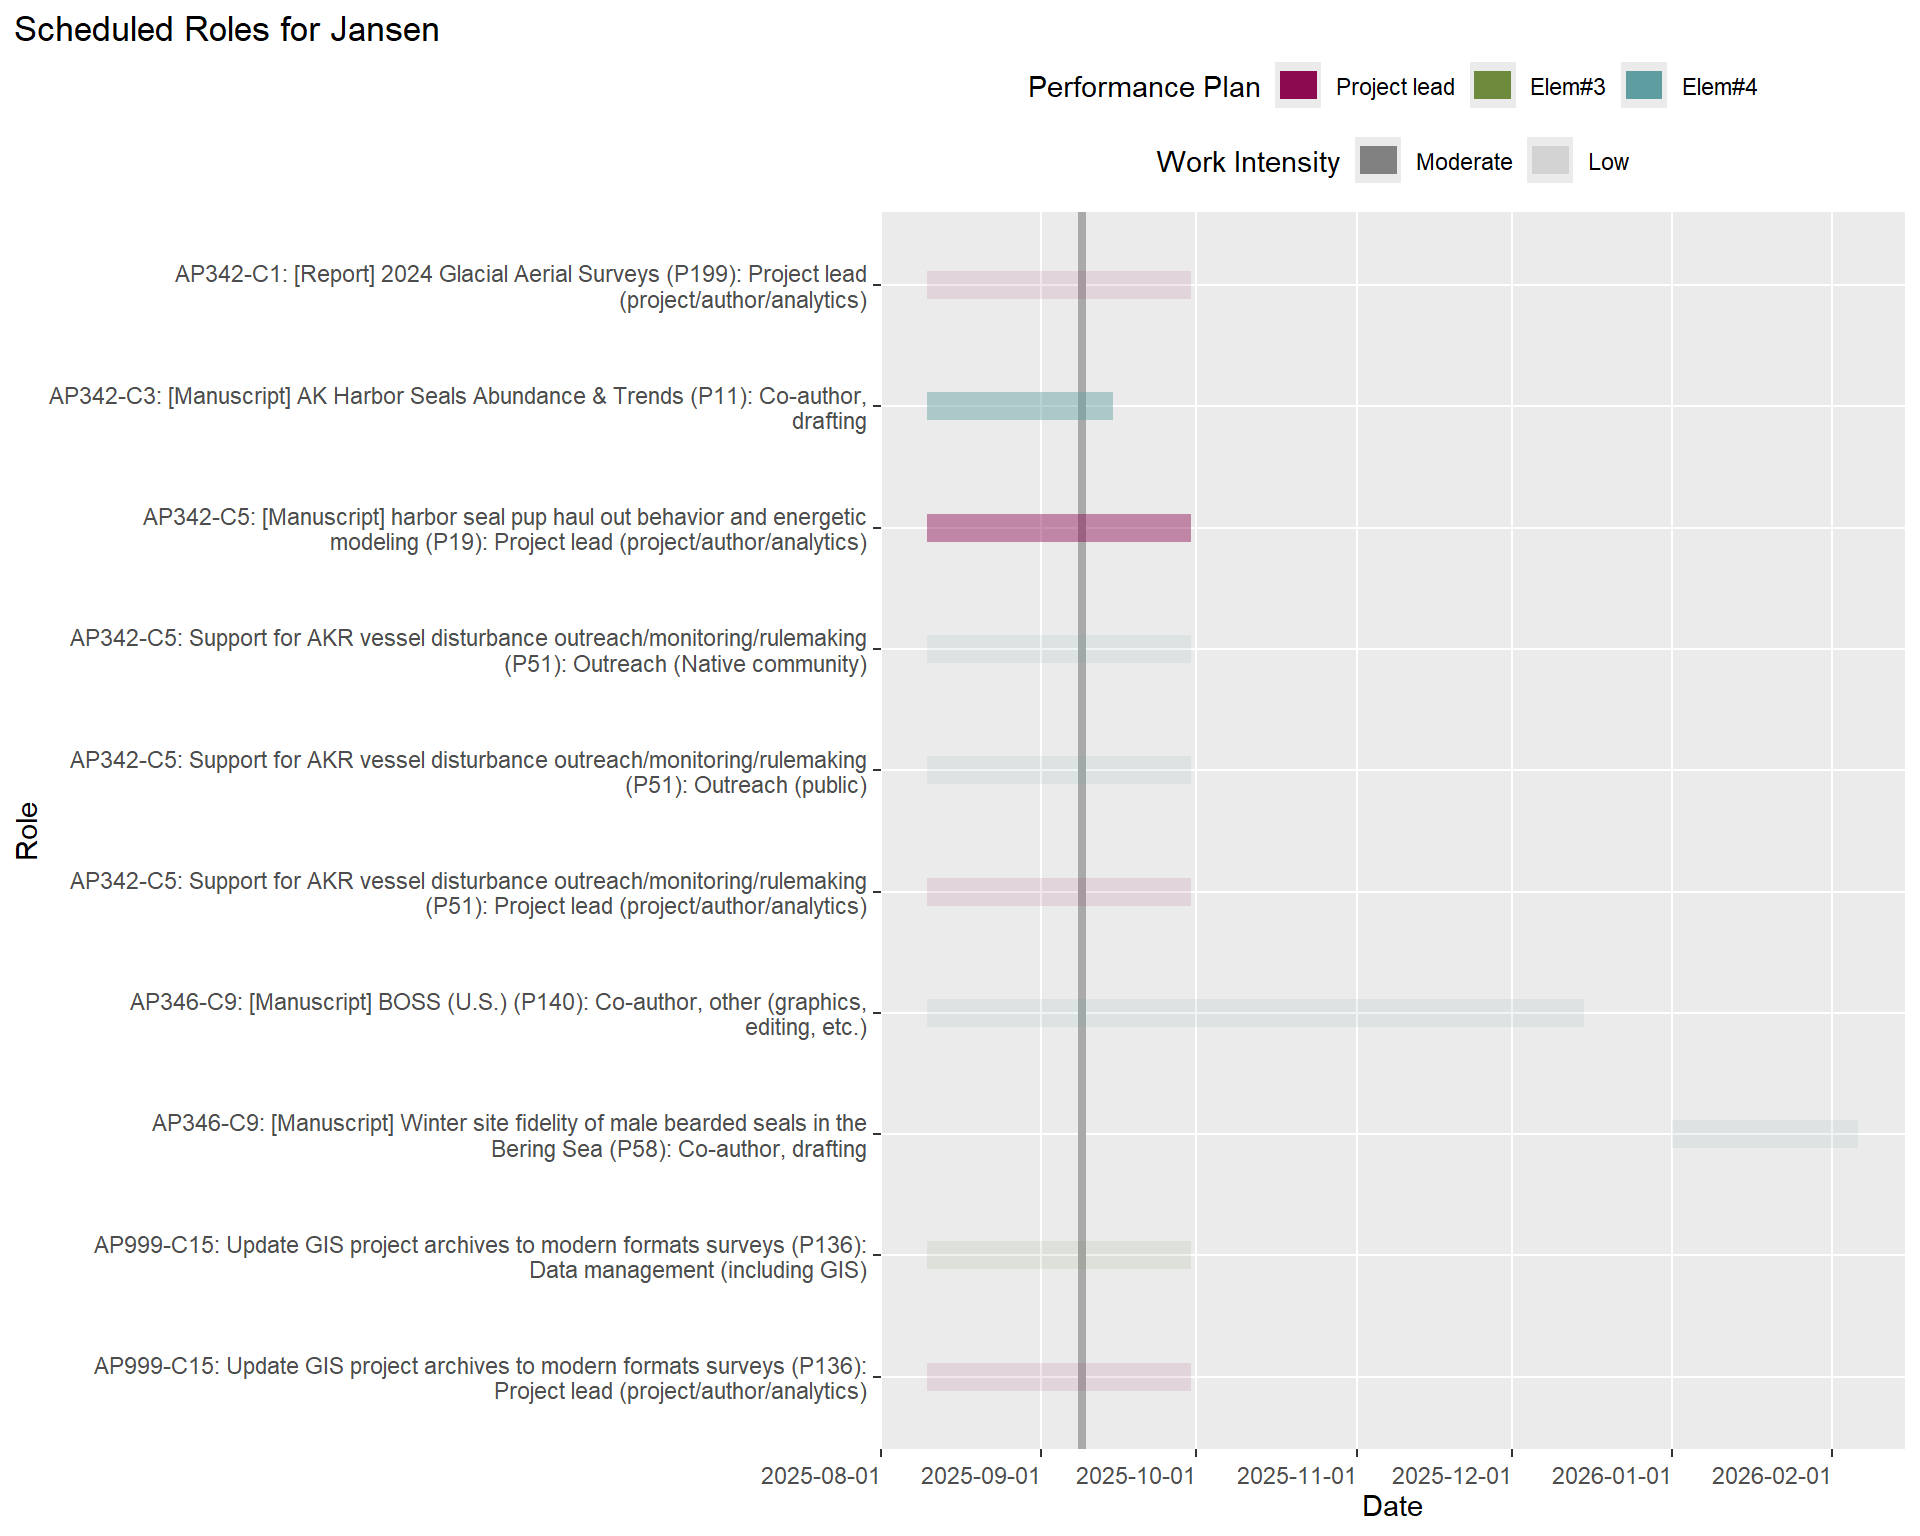 Scheduled Roles for Jansen
Performance Plan Project lead Elem#3 Elem#4
Work Intensity Moderate Low
AP342-C1: [Report] 2024 Glacial Aerial Surveys (P199): Project lead
(project/author/analytics)
AP342-C3: [Manuscript] AK Harbor Seals Abundance & Trends (P11): Co-author,
drafting
AP342-C5: [Manuscript] harbor seal pup haul out behavior and energetic
modeling (P19): Project lead (project/author/analytics)
AP342-C5: Support for AKR vessel disturbance outreach/monitoring/rulemaking
(P51): Outreach (Native community)
AP342-C5: Support for AKR vessel disturbance outreach/monitoring/rulemaking
(P51): Outreach (public)
AP342-C5: Support for AKR vessel disturbance outreach/monitoring/rulemaking
(P51): Project lead (project/author/analytics)
AP346-C9: [Manuscript] BOSS (U.S.) (P140): Co-author, other (graphics,
editing, etc.)
AP346-C9: [Manuscript] Winter site fidelity of male bearded seals in the
Bering Sea (P58): Co-author, drafting
AP999-C15: Update GIS project archives to modern formats surveys (P136):
Data management (including GIS)
AP999-C15: Update GIS project archives to modern formats surveys (P136):
Project lead (project/author/analytics)
Role
2025-08-01 2025-09-01 2025-10-01 2025-11-01 2025-12-01 2026-01-01 2026-02-01
Date